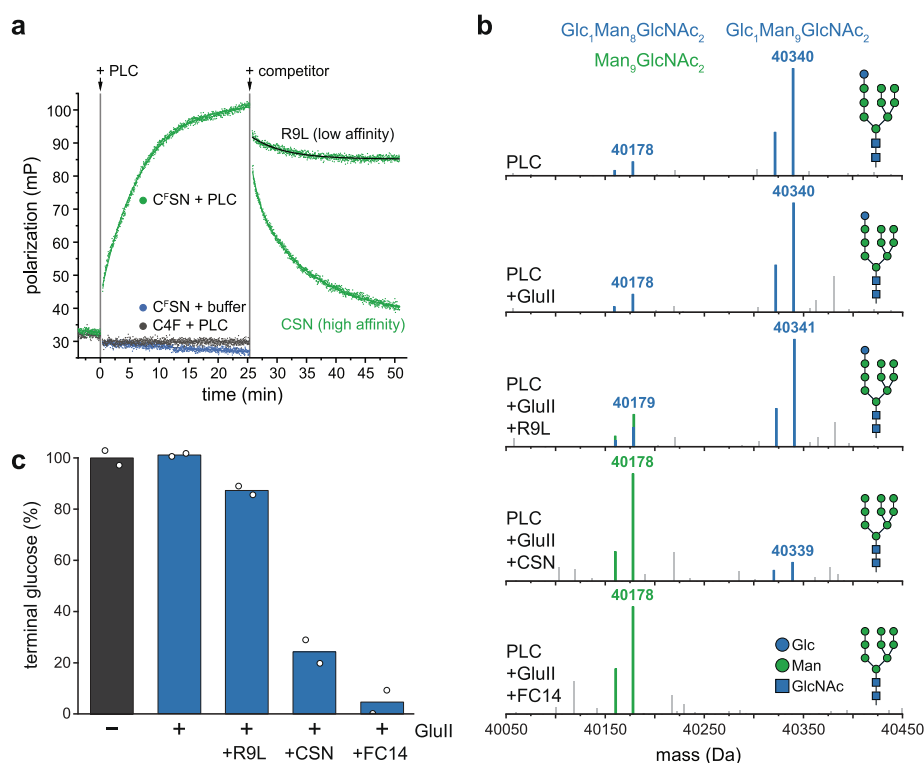 a
+ PLC
+ competitor
polarization (mP)
100
90
80
70
60
50
40
30
R9L (low affinity)
CᶠSN + PLC
CᶠSN + buffer
C4F + PLC
CSN (high affinity)
0 5 10 15 20 25 30 35 40 45 50
time (min)
b
Glc₁Man₈GlcNAc₂
Man₉GlcNAc₂
Glc₁Man₉GlcNAc₂
PLC
40178
40340
PLC
+GluII
40178
40340
PLC
+GluII
+R9L
40179
40341
PLC
+GluII
+CSN
40178
40339
PLC
+GluII
+FC14
40178
Glc
Man
GlcNAc
40050 40150 40250 40350 40450
mass (Da)
c
terminal glucose (%)
100
80
60
40
20
0
− + + + + GluII
+R9L +CSN +FC14